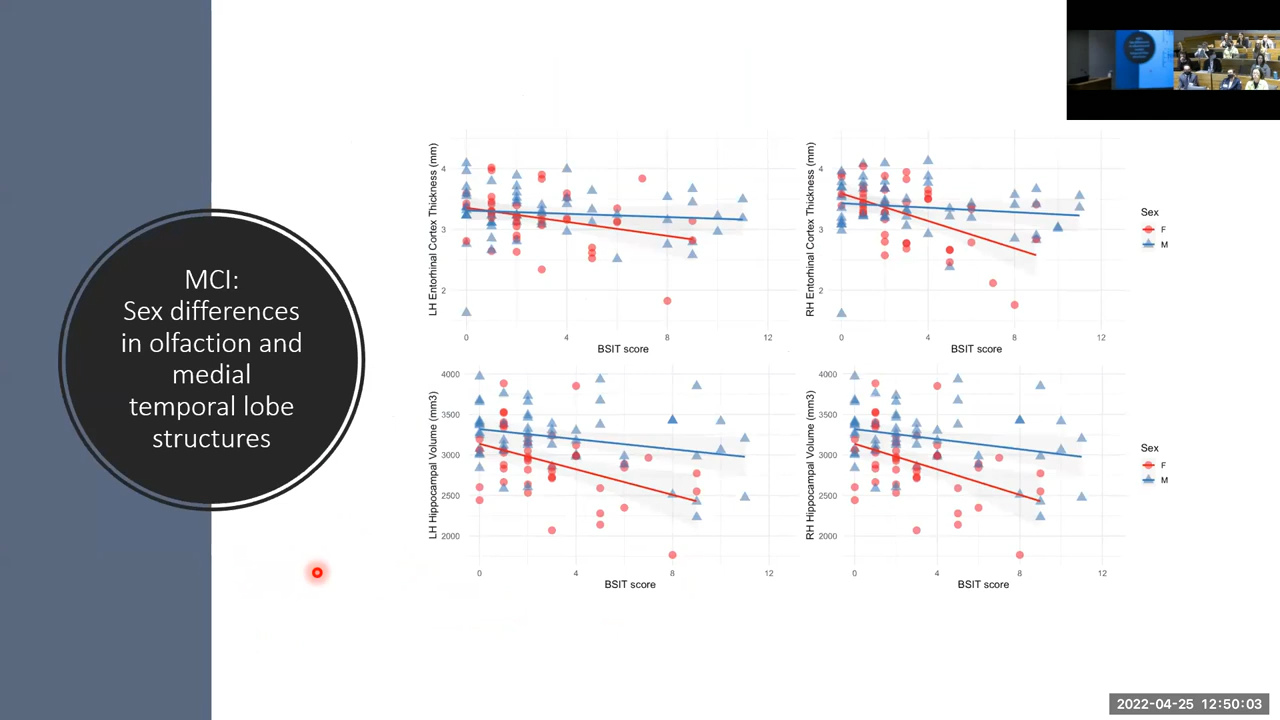 MCI:
Sex differences
in olfaction and
medial
temporal lobe
structures
LH Entorhinal Cortex Thickness (mm)
4
3
2
0
4
8
12
BSIT score
RH Entorhinal Cortex Thickness (mm)
4
3
2
0
4
8
12
BSIT score
Sex
F
M
LH Hippocampal Volume (mm3)
4000
3500
3000
2500
2000
0
4
8
12
BSIT score
RH Hippocampal Volume (mm3)
4000
3500
3000
2500
2000
0
4
8
12
BSIT score
Sex
F
M
2022-04-25 12:50:03